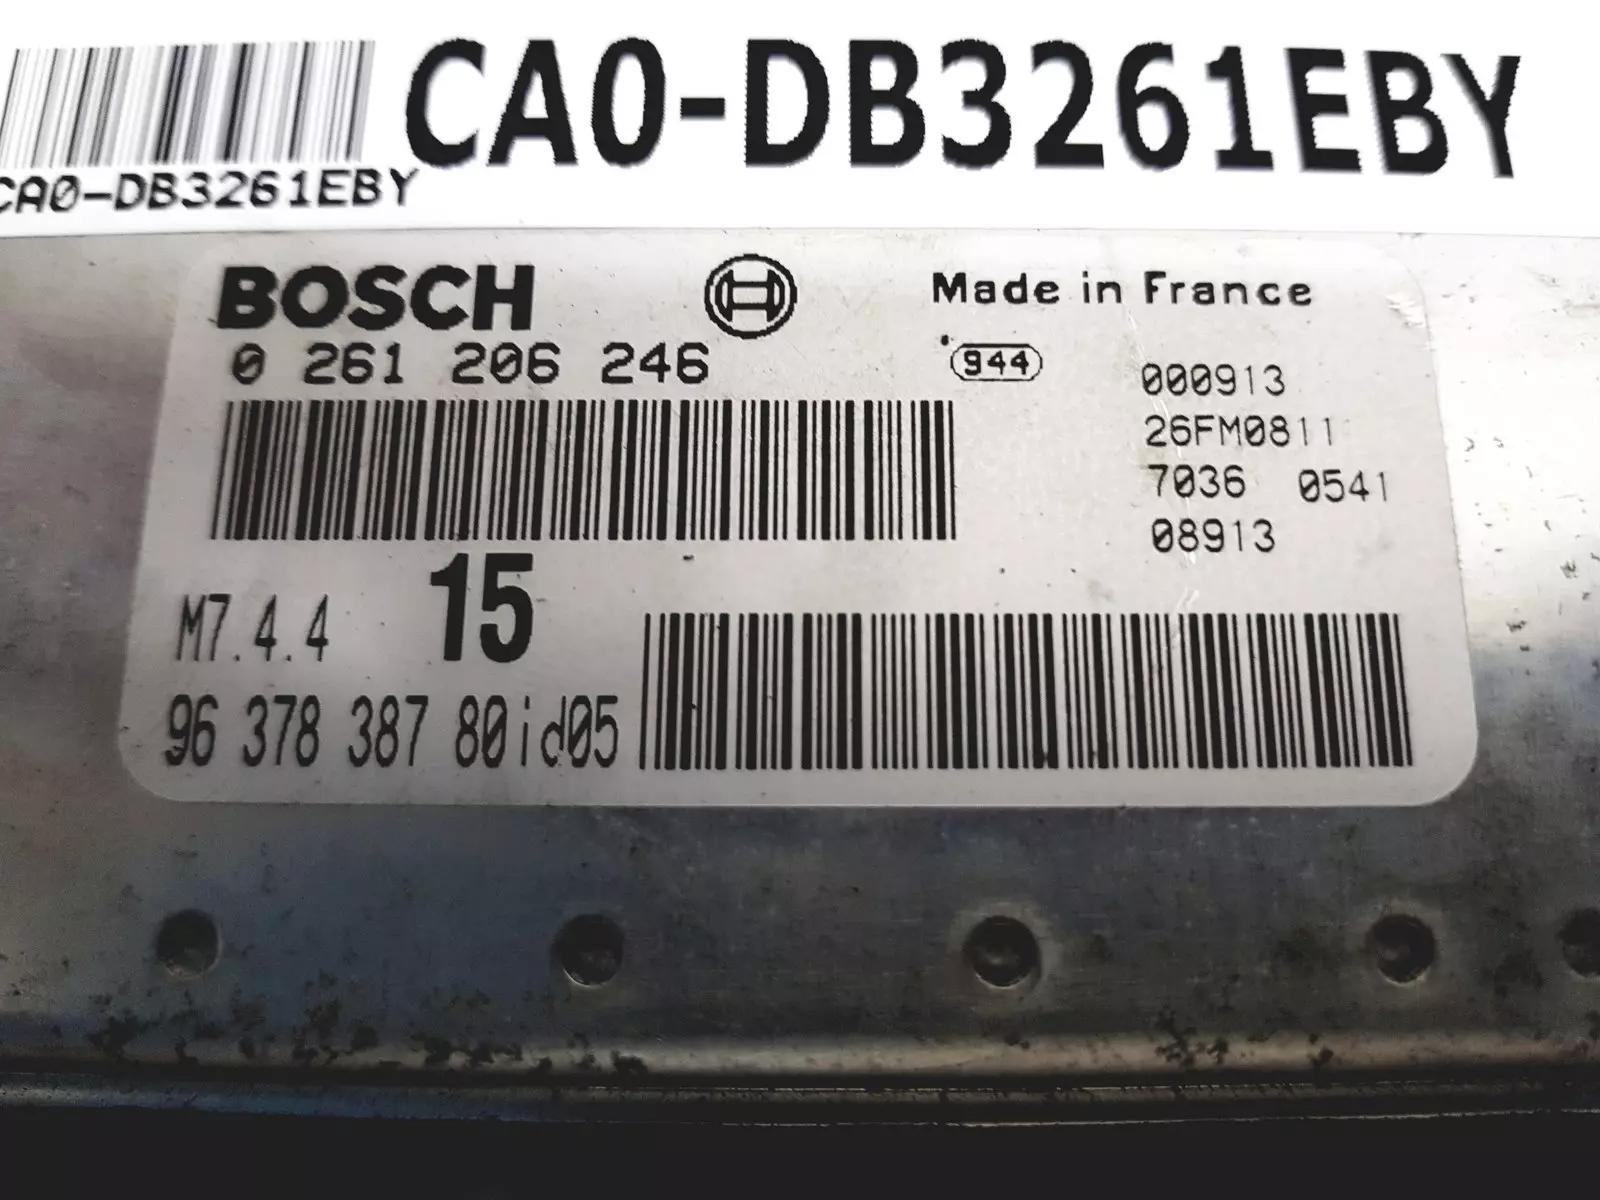 CA0-DB3261EBY
CA0-DB3261EBY
BOSCH
Made in France
0 261 206 246
944
000913
26FM0811
7036 0541
08913
M7.4.4
15
96 378 387 80id05